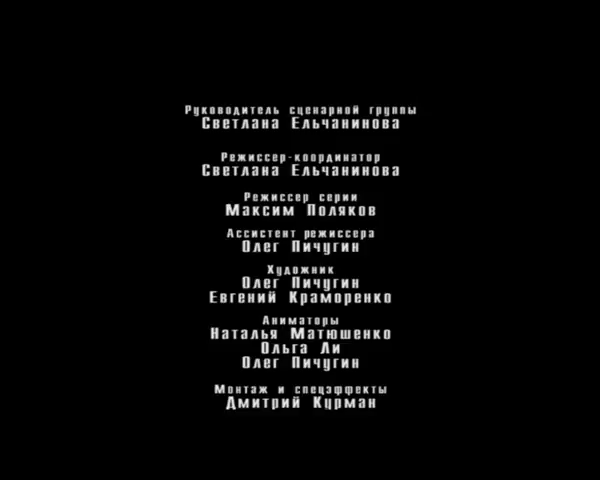 Руководитель сценарной группы
Светлана Ельчанинова
Режиссер-координатор
Светлана Ельчанинова
Режиссер серии
Максим Поляков
Ассистент режиссера
Олег Пичугин
Художник
Олег Пичугин
Евгений Краморенко
Аниматоры
Наталья Матюшенко
Ольга Ли
Олег Пичугин
Монтаж и спецэффекты
Дмитрий Курман